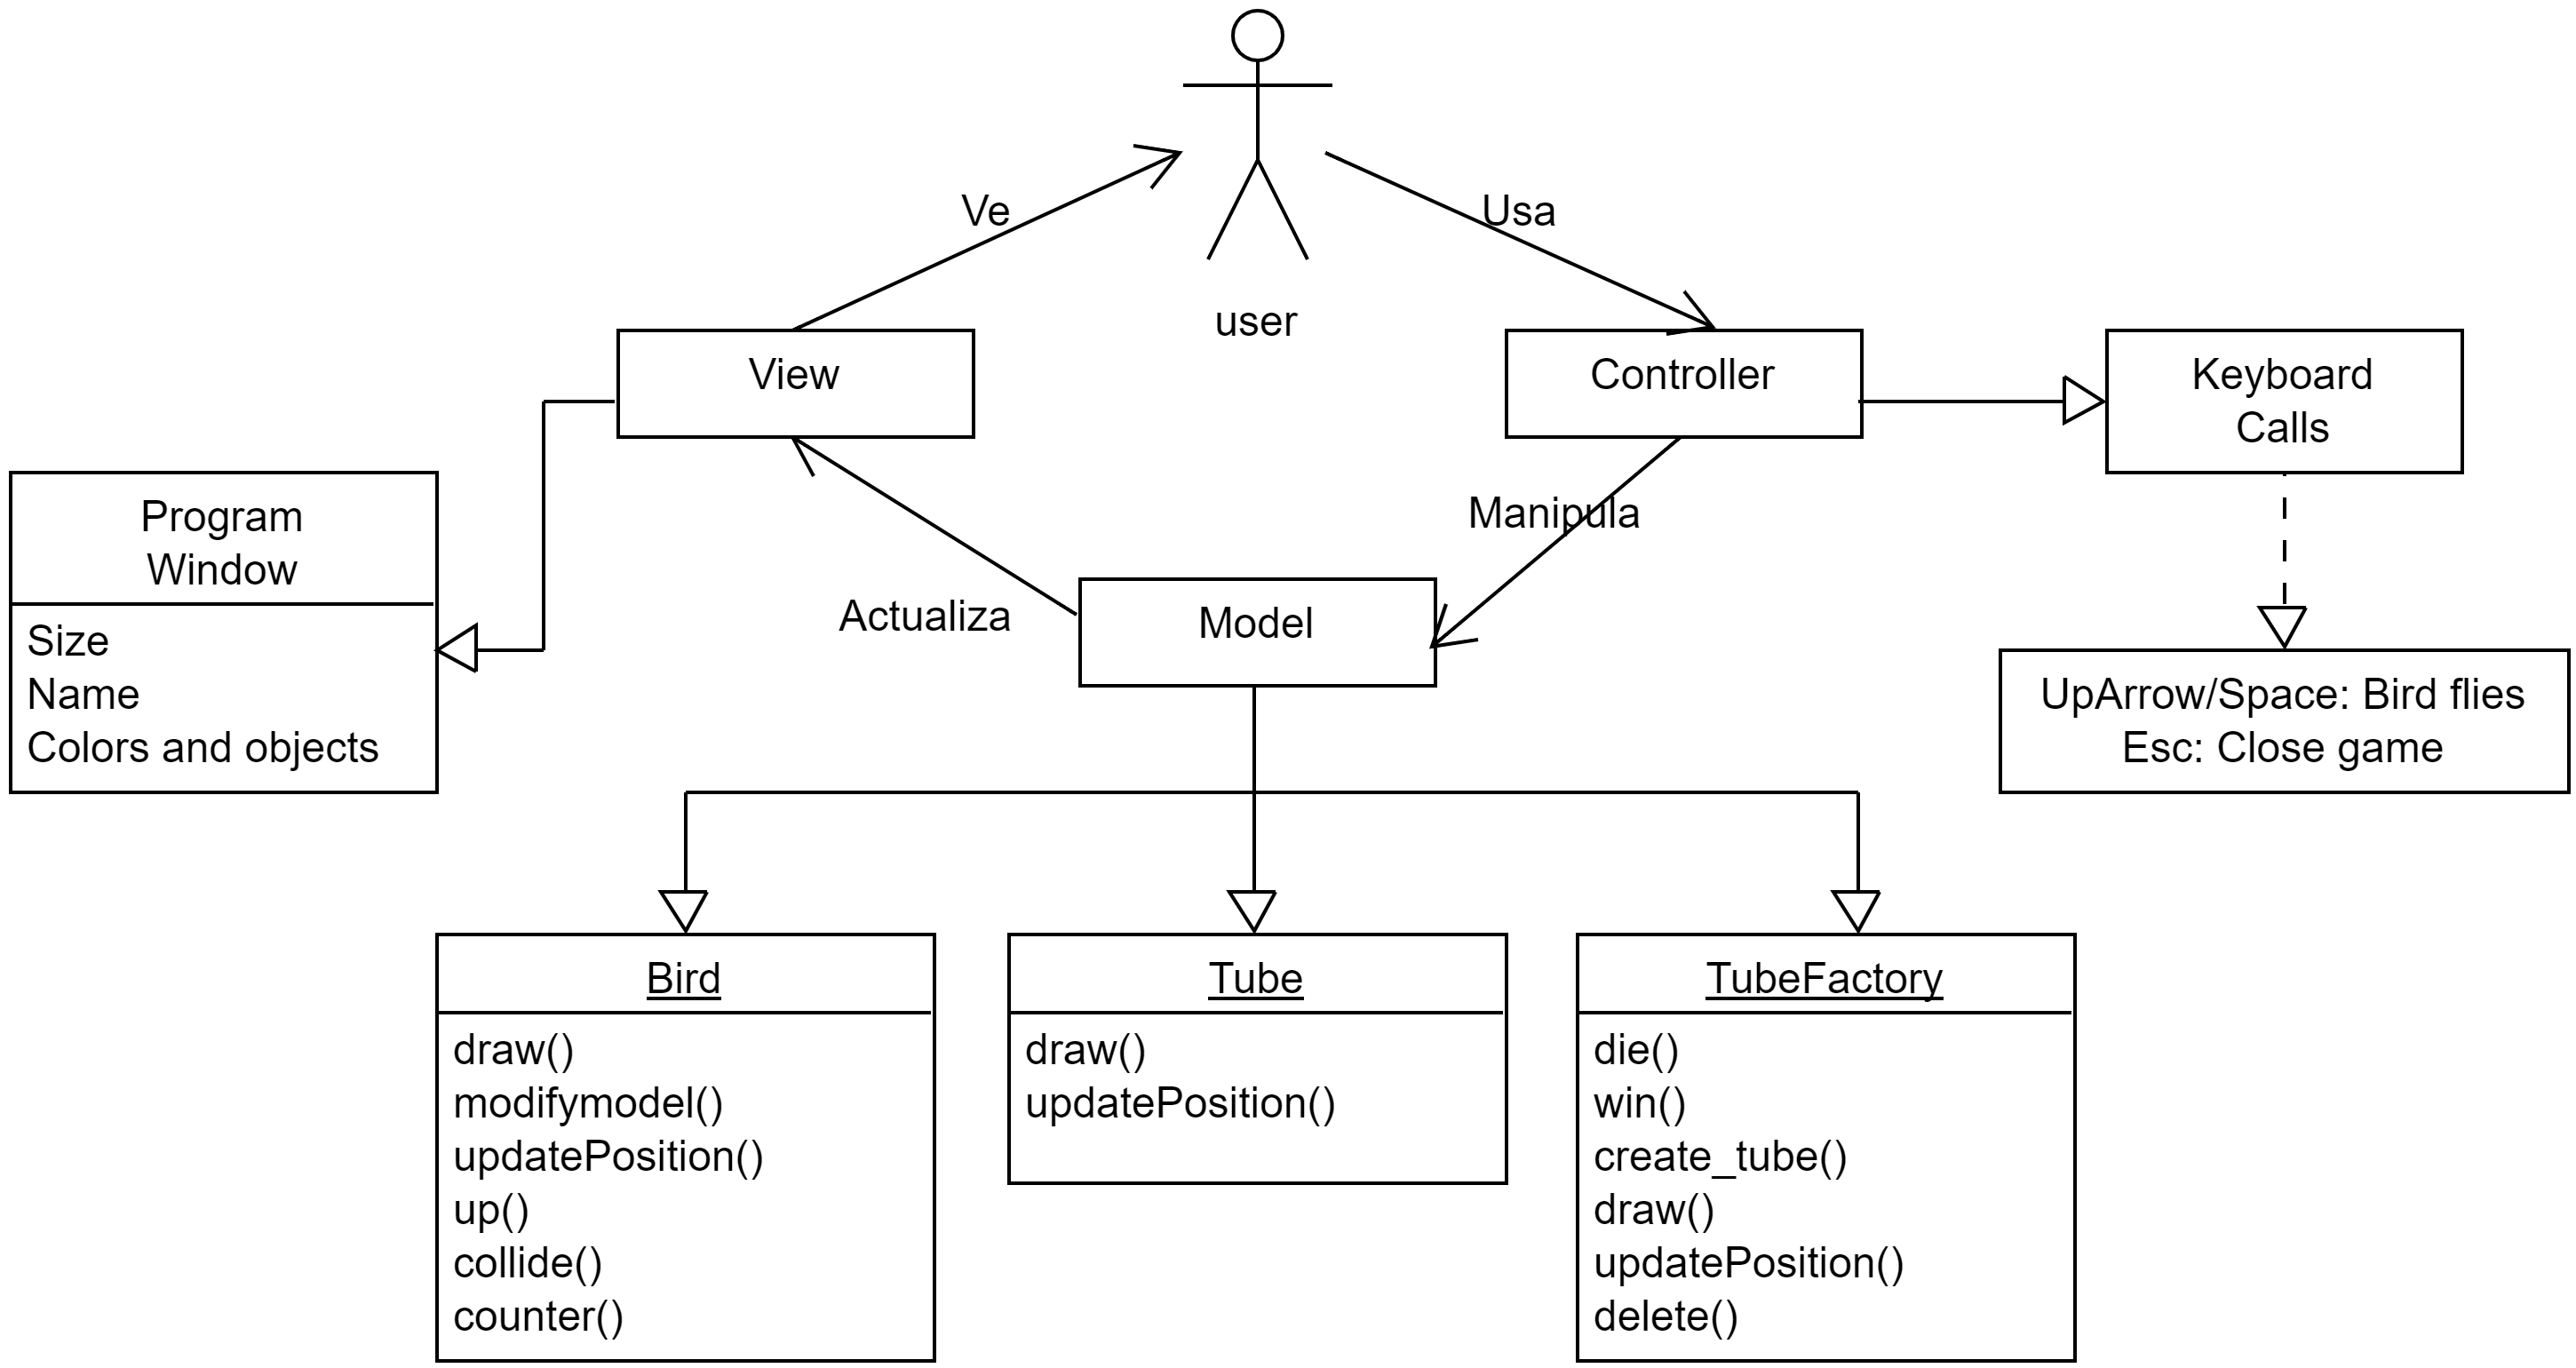 Ve
Usa
user
View
Controller
Keyboard
Calls
Program
Window
Size
Name
Colors and objects
Manipula
Actualiza
Model
UpArrow/Space: Bird flies
Esc: Close game
Bird
draw()
modifymodel()
updatePosition()
up()
collide()
counter()
Tube
draw()
updatePosition()
TubeFactory
die()
win()
create_tube()
draw()
updatePosition()
delete()